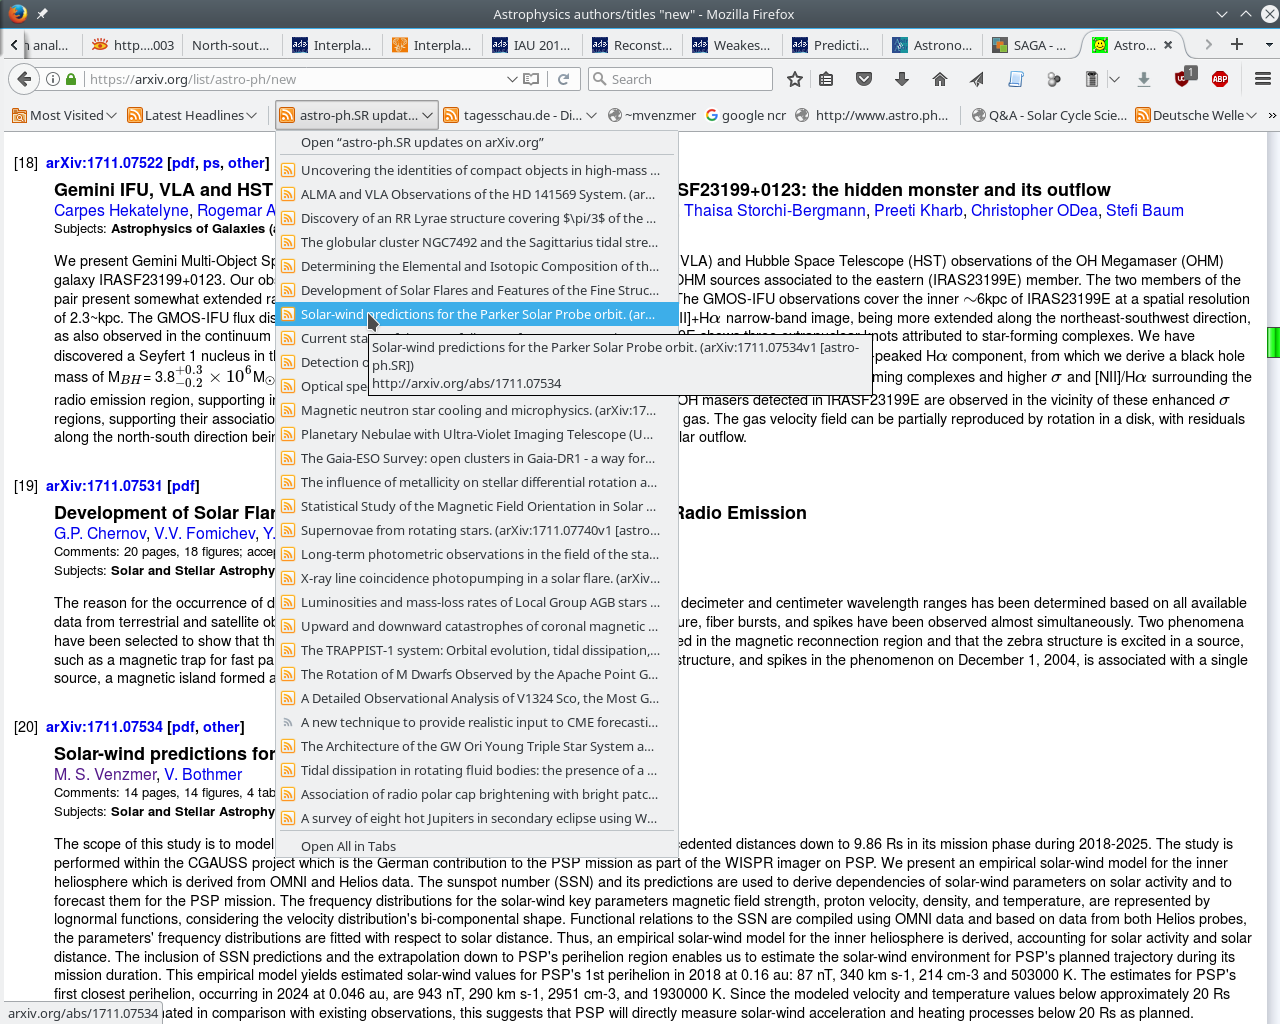 Astrophysics authors/titles "new" - Mozilla Firefox
n anal...
http....003
North-sout...
Interpla...
Interpla...
IAU 201...
Reconst...
Weakes...
Predicti...
Astrono...
SAGA - ...
Astro...
https://arxiv.org/list/astro-ph/new
Search
1
ABP
Most Visited
Latest Headlines
astro-ph.SR updat...
tagesschau.de - Di...
~mvenzmer
google ncr
http://www.astro.ph...
Q&A - Solar Cycle Scie...
Deutsche Welle
»
Open “astro-ph.SR updates on arXiv.org”
Uncovering the identities of compact objects in high-mass ...
ALMA and VLA Observations of the HD 141569 System. (ar...
Discovery of an RR Lyrae structure covering $\pi/3$ of the ...
The globular cluster NGC7492 and the Sagittarius tidal stre...
Determining the Elemental and Isotopic Composition of th...
Development of Solar Flares and Features of the Fine Struc...
Solar-wind predictions for the Parker Solar Probe orbit. (ar...
Current sta
Detection o
Optical spe
Solar-wind predictions for the Parker Solar Probe orbit. (arXiv:1711.07534v1 [astro-
ph.SR])
http://arxiv.org/abs/1711.07534
Magnetic neutron star cooling and microphysics. (arXiv:17...
Planetary Nebulae with Ultra-Violet Imaging Telescope (U...
The Gaia-ESO Survey: open clusters in Gaia-DR1 - a way for...
The influence of metallicity on stellar differential rotation a...
Statistical Study of the Magnetic Field Orientation in Solar ...
Supernovae from rotating stars. (arXiv:1711.07740v1 [astro...
Long-term photometric observations in the field of the sta...
X-ray line coincidence photopumping in a solar flare. (arXiv...
Luminosities and mass-loss rates of Local Group AGB stars ...
Upward and downward catastrophes of coronal magnetic ...
The TRAPPIST-1 system: Orbital evolution, tidal dissipation,...
The Rotation of M Dwarfs Observed by the Apache Point G...
A Detailed Observational Analysis of V1324 Sco, the Most G...
A new technique to provide realistic input to CME forecasti...
The Architecture of the GW Ori Young Triple Star System a...
Tidal dissipation in rotating fluid bodies: the presence of a ...
Association of radio polar cap brightening with bright patc...
A survey of eight hot Jupiters in secondary eclipse using W...
Open All in Tabs
[18] arXiv:1711.07522 [pdf, ps, other]
Gemini IFU, VLA and HST SF23199+0123: the hidden monster and its outflow
Carpes Hekatelyne, Rogemar A Thaisa Storchi-Bergmann, Preeti Kharb, Christopher ODea, Stefi Baum
Subjects: Astrophysics of Galaxies (a
We present Gemini Multi-Object Sp VLA) and Hubble Space Telescope (HST) observations of the OH Megamaser (OHM)
galaxy IRASF23199+0123. Our obs OHM sources associated to the eastern (IRAS23199E) member. The two members of the
pair present somewhat extended ra The GMOS-IFU observations cover the inner ∼6kpc of IRAS23199E at a spatial resolution
of 2.3~kpc. The GMOS-IFU flux dis II]+Hα narrow-band image, being more extended along the northeast-southwest direction,
as also observed in the continuum knots attributed to star-forming complexes. We have
discovered a Seyfert 1 nucleus in th -peaked Hα component, from which we derive a black hole
mass of M_BH = 3.8^{+0.3}_{−0.2} × 10^6 M⊙ ming complexes and higher σ and [NII]/Hα surrounding the
radio emission region, supporting in OH masers detected in IRASF23199E are observed in the vicinity of these enhanced σ
regions, supporting their associatio gas. The gas velocity field can be partially reproduced by rotation in a disk, with residuals
along the north-south direction bein lar outflow.
[19] arXiv:1711.07531 [pdf]
Development of Solar Flar Radio Emission
G.P. Chernov, V.V. Fomichev, Y.
Comments: 20 pages, 18 figures; accep
Subjects: Solar and Stellar Astrophy
The reason for the occurrence of d decimeter and centimeter wavelength ranges has been determined based on all available
data from terrestrial and satellite ob ure, fiber bursts, and spikes have been observed almost simultaneously. Two phenomena
have been selected to show that th ed in the magnetic reconnection region and that the zebra structure is excited in a source,
such as a magnetic trap for fast pa structure, and spikes in the phenomenon on December 1, 2004, is associated with a single
source, a magnetic island formed a
[20] arXiv:1711.07534 [pdf, other]
Solar-wind predictions for
M. S. Venzmer, V. Bothmer
Comments: 14 pages, 14 figures, 4 tab
Subjects: Solar and Stellar Astrophy
The scope of this study is to model cedented distances down to 9.86 Rs in its mission phase during 2018-2025. The study is
performed within the CGAUSS project which is the German contribution to the PSP mission as part of the WISPR imager on PSP. We present an empirical solar-wind model for the inner
heliosphere which is derived from OMNI and Helios data. The sunspot number (SSN) and its predictions are used to derive dependencies of solar-wind parameters on solar activity and to
forecast them for the PSP mission. The frequency distributions for the solar-wind key parameters magnetic field strength, proton velocity, density, and temperature, are represented by
lognormal functions, considering the velocity distribution's bi-componental shape. Functional relations to the SSN are compiled using OMNI data and based on data from both Helios probes,
the parameters' frequency distributions are fitted with respect to solar distance. Thus, an empirical solar-wind model for the inner heliosphere is derived, accounting for solar activity and solar
distance. The inclusion of SSN predictions and the extrapolation down to PSP's perihelion region enables us to estimate the solar-wind environment for PSP's planned trajectory during its
mission duration. This empirical model yields estimated solar-wind values for PSP's 1st perihelion in 2018 at 0.16 au: 87 nT, 340 km s-1, 214 cm-3 and 503000 K. The estimates for PSP's
first closest perihelion, occurring in 2024 at 0.046 au, are 943 nT, 290 km s-1, 2951 cm-3, and 1930000 K. Since the modeled velocity and temperature values below approximately 20 Rs
nated in comparison with existing observations, this suggests that PSP will directly measure solar-wind acceleration and heating processes below 20 Rs as planned.
arxiv.org/abs/1711.07534